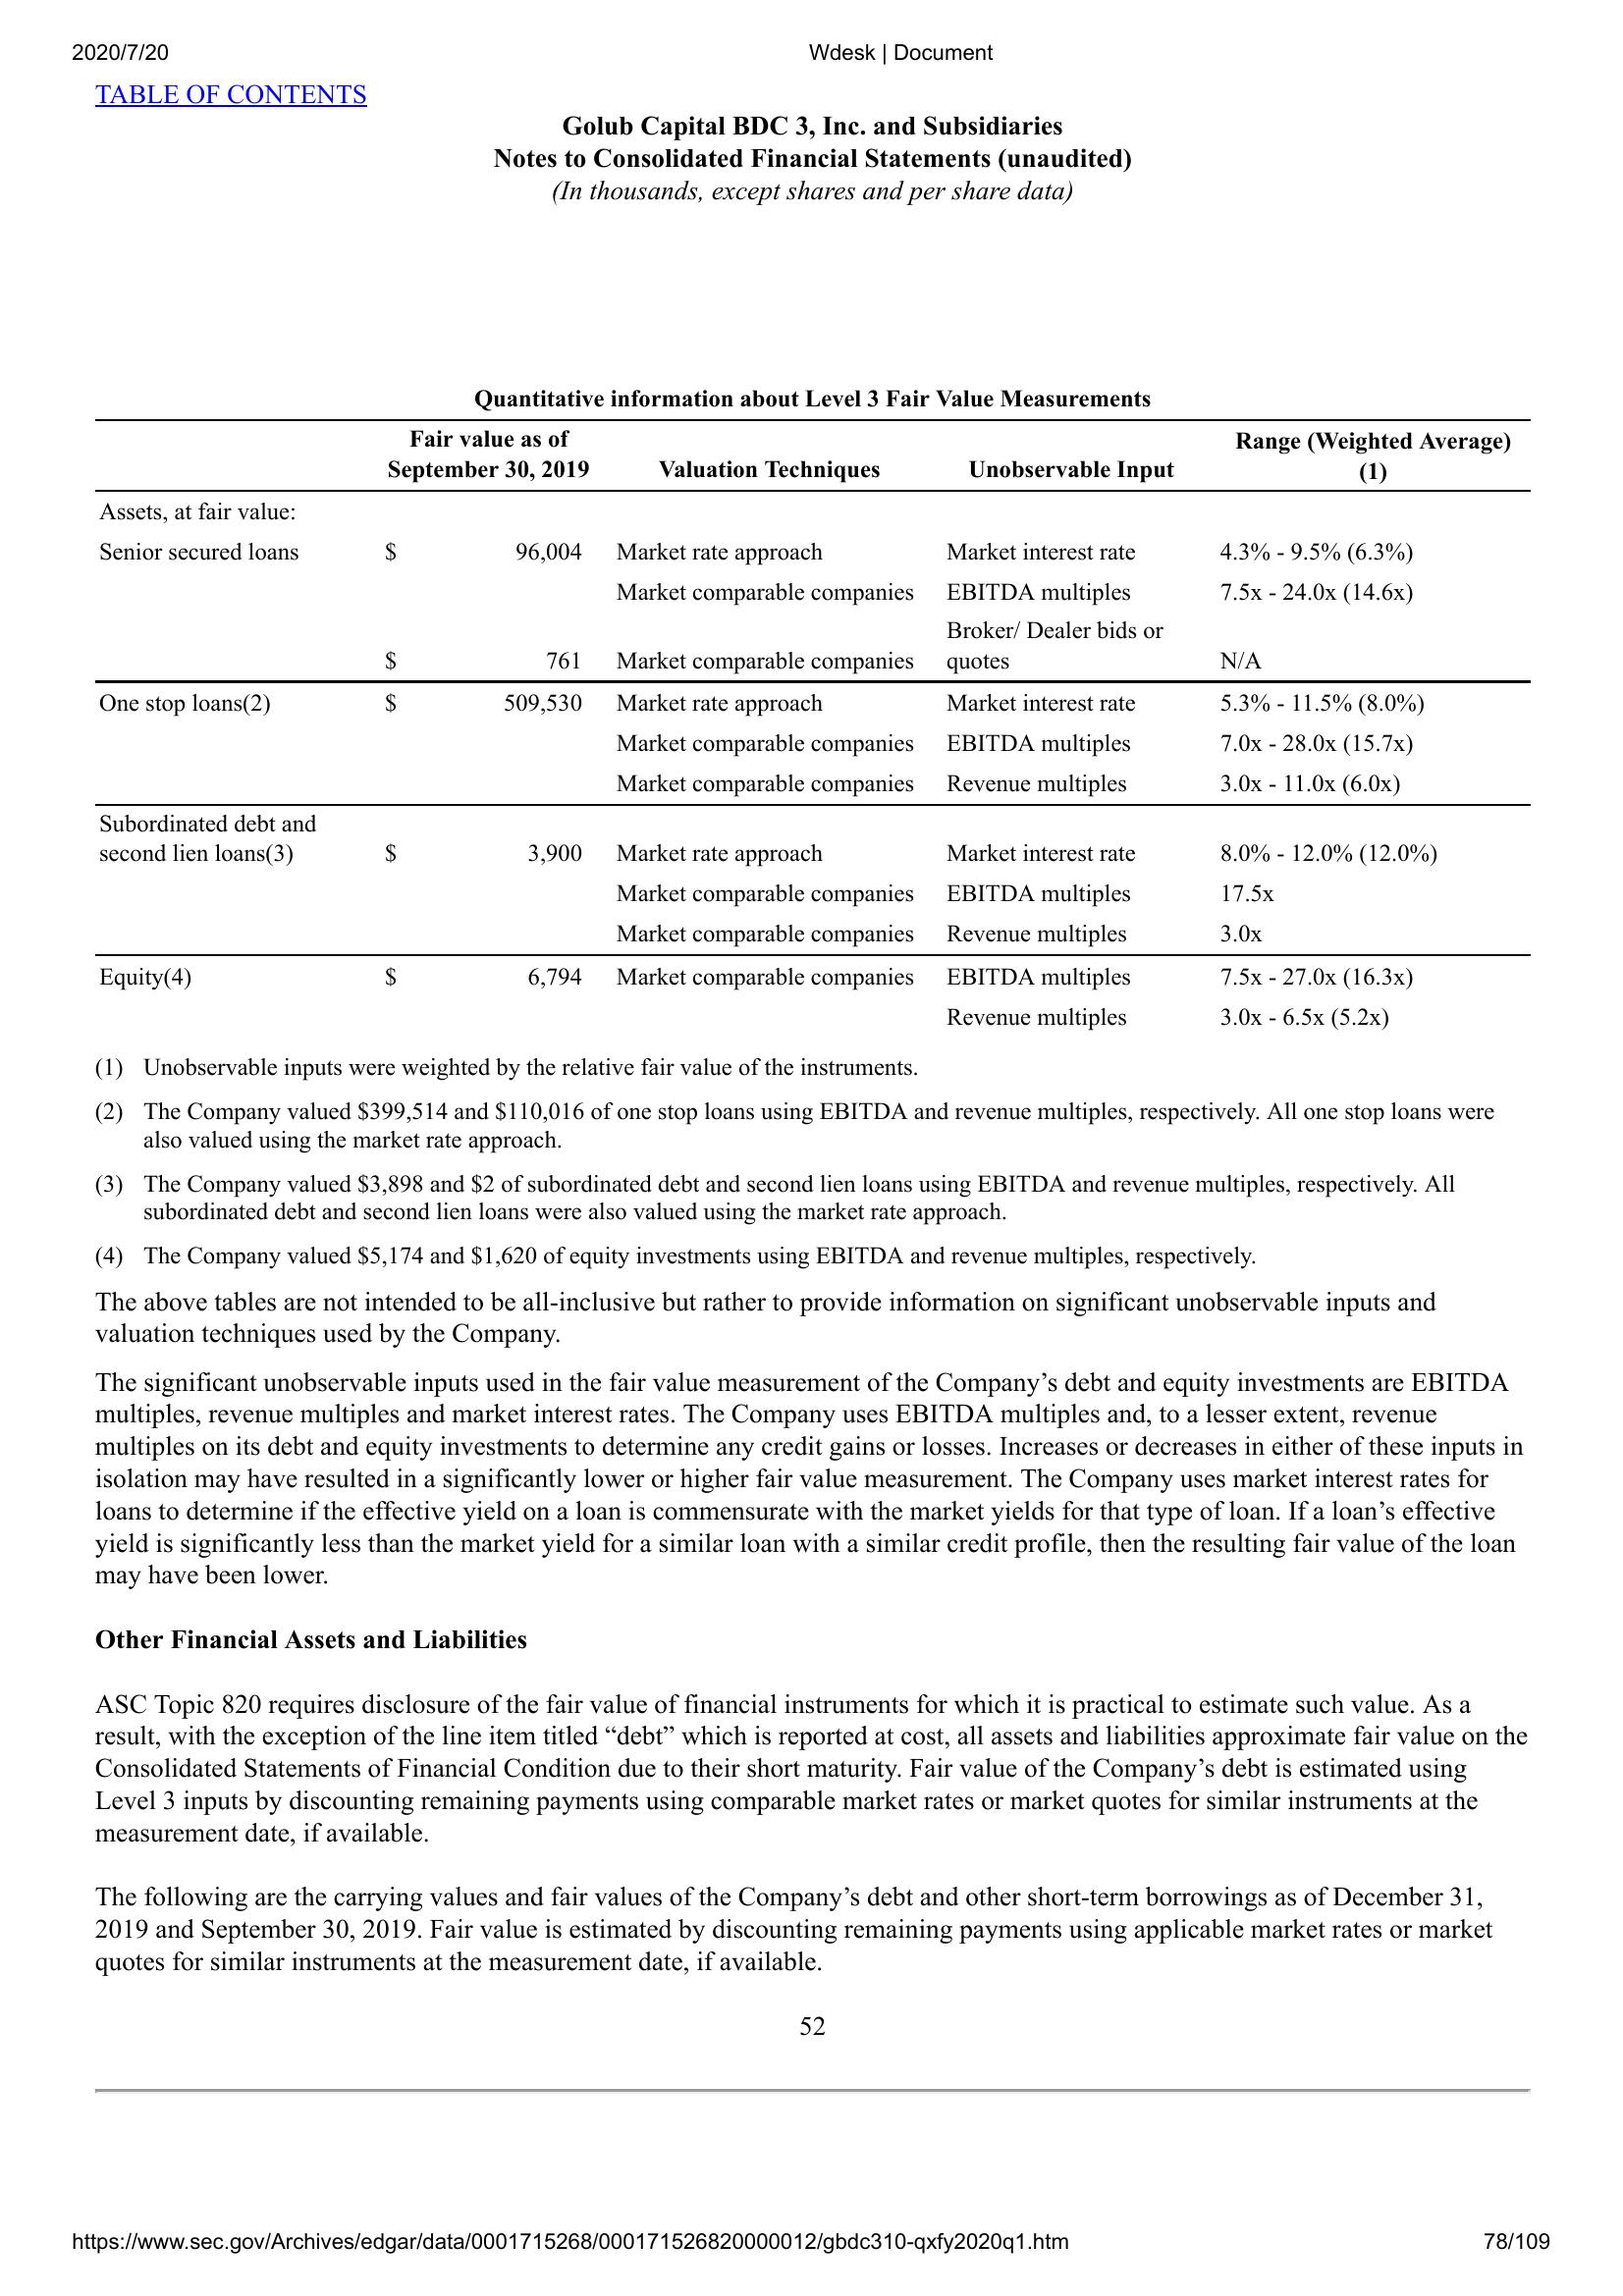 2020/7/20 Wdesk | Document
TABLE OF CONTENTS
Golub Capital BDC 3, Inc. and Subsidiaries
Notes to Consolidated Financial Statements (unaudited)
(In thousands, except shares and per share data)
Quantitative information about Level 3 Fair Value Measurements
Fair value as of September 30, 2019 Valuation Techniques Unobservable Input Range (Weighted Average) (1)
Assets, at fair value:
Senior secured loans $ 96,004 Market rate approach Market interest rate 4.3% - 9.5% (6.3%)
Market comparable companies EBITDA multiples 7.5x - 24.0x (14.6x)
$ 761 Market comparable companies Broker/ Dealer bids or quotes N/A
One stop loans(2) $ 509,530 Market rate approach Market interest rate 5.3% - 11.5% (8.0%)
Market comparable companies EBITDA multiples 7.0x - 28.0x (15.7x)
Market comparable companies Revenue multiples 3.0x - 11.0x (6.0x)
Subordinated debt and
second lien loans(3) $ 3,900 Market rate approach Market interest rate 8.0% - 12.0% (12.0%)
Market comparable companies EBITDA multiples 17.5x
Market comparable companies Revenue multiples 3.0x
Equity(4) $ 6,794 Market comparable companies EBITDA multiples 7.5x - 27.0x (16.3x)
Revenue multiples 3.0x - 6.5x (5.2x)
(1) Unobservable inputs were weighted by the relative fair value of the instruments.
(2) The Company valued $399,514 and $110,016 of one stop loans using EBITDA and revenue multiples, respectively. All one stop loans were
also valued using the market rate approach.
(3) The Company valued $3,898 and $2 of subordinated debt and second lien loans using EBITDA and revenue multiples, respectively. All
subordinated debt and second lien loans were also valued using the market rate approach.
(4) The Company valued $5,174 and $1,620 of equity investments using EBITDA and revenue multiples, respectively.
The above tables are not intended to be all-inclusive but rather to provide information on significant unobservable inputs and
valuation techniques used by the Company.
The significant unobservable inputs used in the fair value measurement of the Company’s debt and equity investments are EBITDA
multiples, revenue multiples and market interest rates. The Company uses EBITDA multiples and, to a lesser extent, revenue
multiples on its debt and equity investments to determine any credit gains or losses. Increases or decreases in either of these inputs in
isolation may have resulted in a significantly lower or higher fair value measurement. The Company uses market interest rates for
loans to determine if the effective yield on a loan is commensurate with the market yields for that type of loan. If a loan’s effective
yield is significantly less than the market yield for a similar loan with a similar credit profile, then the resulting fair value of the loan
may have been lower.
Other Financial Assets and Liabilities
ASC Topic 820 requires disclosure of the fair value of financial instruments for which it is practical to estimate such value. As a
result, with the exception of the line item titled “debt” which is reported at cost, all assets and liabilities approximate fair value on the
Consolidated Statements of Financial Condition due to their short maturity. Fair value of the Company’s debt is estimated using
Level 3 inputs by discounting remaining payments using comparable market rates or market quotes for similar instruments at the
measurement date, if available.
The following are the carrying values and fair values of the Company’s debt and other short-term borrowings as of December 31,
2019 and September 30, 2019. Fair value is estimated by discounting remaining payments using applicable market rates or market
quotes for similar instruments at the measurement date, if available.
52
https://www.sec.gov/Archives/edgar/data/0001715268/000171526820000012/gbdc310-qxfy2020q1.htm 78/109